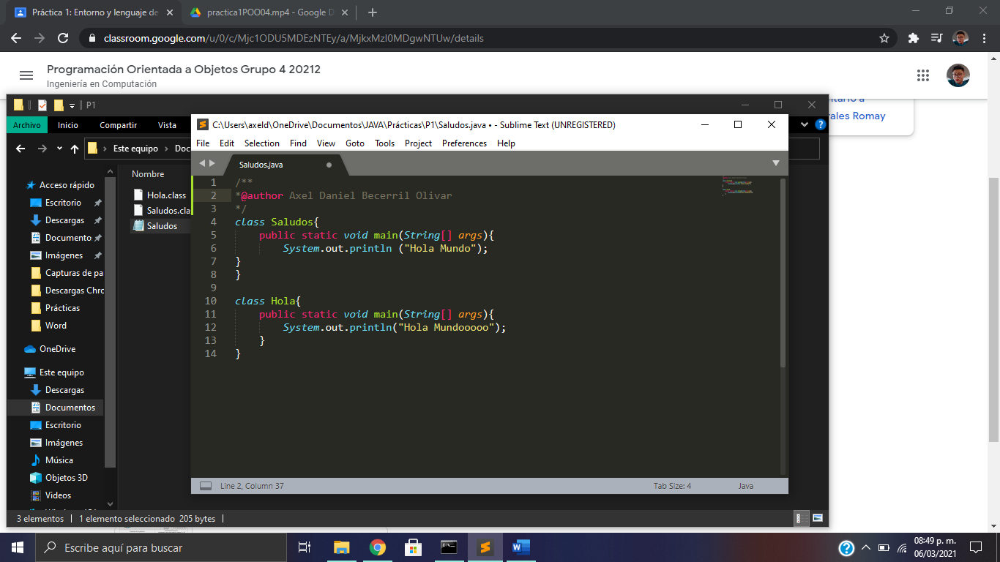 Práctica 1: Entorno y lenguaje de
practica1POO04.mp4 - Google D
classroom.google.com/u/0/c/Mjc1ODU5MDEzNTEy/a/MjkxMzI0MDgwNTUw/details
Programación Orientada a Objetos Grupo 4 20212
Ingeniería en Computación
ntario a
rales Romay
P1
Archivo Inicio Compartir Vista
Este equipo > Doc
Nombre
Hola.class
Saludos.cla
Saludos
Acceso rápido
Escritorio
Descargas
Documento
Imágenes
Capturas de pa
Descargas Chrc
Prácticas
Word
OneDrive
Este equipo
Descargas
Documentos
Escritorio
Imágenes
Música
Objetos 3D
Videos
3 elementos 1 elemento seleccionado 205 bytes
C:\Users\axeld\OneDrive\Documentos\JAVA\Prácticas\P1\Saludos.java • - Sublime Text (UNREGISTERED)
File Edit Selection Find View Goto Tools Project Preferences Help
Saludos.java
1 /**
2 *@author Axel Daniel Becerril Olivar
3 */
4 class Saludos{
5 public static void main(String[] args){
6 System.out.println ("Hola Mundo");
7 }
8 }
9
10 class Hola{
11 public static void main(String[] args){
12 System.out.println("Hola Mundooooo");
13 }
14 }
Line 2, Column 37 Tab Size: 4 Java
Escribe aquí para buscar
08:49 p. m.
06/03/2021